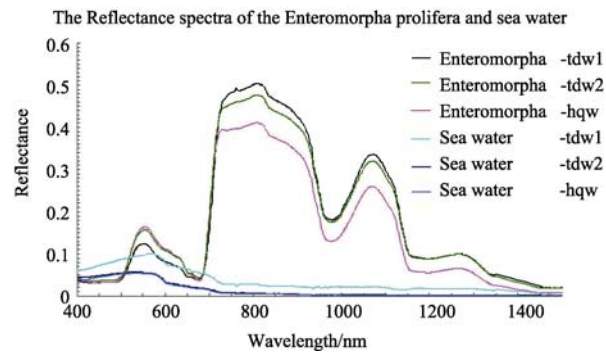 The Reflectance spectra of the Enteromorpha prolifera and sea water
0.6
0.5
0.4
0.3
0.2
0.1
0
Reflectance
Enteromorpha -tdw1
Enteromorpha -tdw2
Enteromorpha -hqw
Sea water -tdw1
Sea water -tdw2
Sea water -hqw
400 600 800 1000 1200 1400
Wavelength/nm